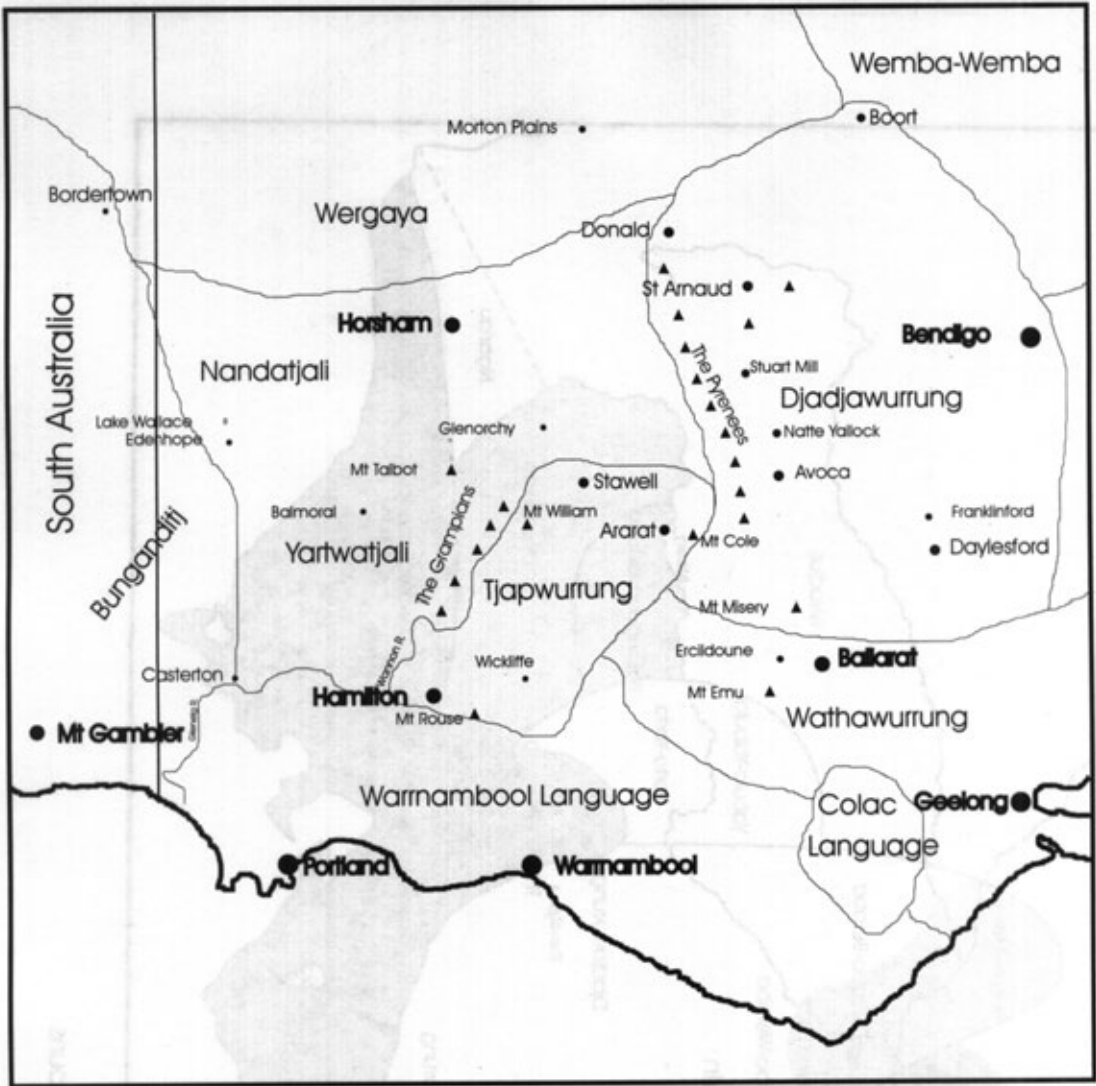 Wemba-Wemba
Boort
Morton Plains
Bordertown
Wergaya
Donald
St Arnaud
South Australia
Horsham
Bendigo
Nandatjali
The Pyrenees
Stuart Mill
Djadjawurrung
Lake Wallace
Edenhope
Glenorchy
Natte Yallock
Mt Talbot
Stawell
Avoca
Balmoral
The Grampians
Mt William
Ararat
Mt Cole
Franklinford
Daylesford
Yartwatjali
Bunganditj
Tjapwurrung
Mt Misery
Wannon R.
Wickliffe
Ercildoune
Ballarat
Casterton
Hamilton
Mt Rouse
Mt Emu
Wathawurrung
Mt Gambier
Warrnambool Language
Colac
Language
Geelong
Portland
Warrnambool